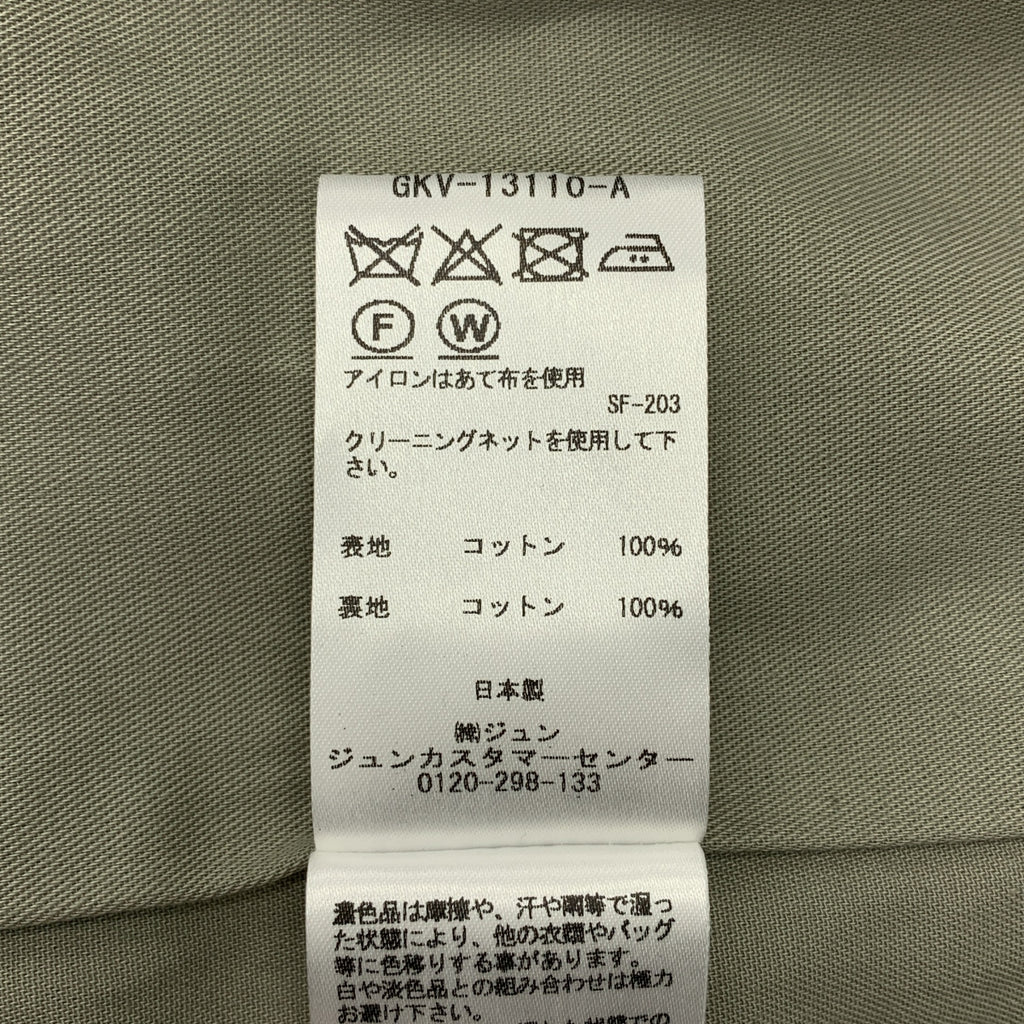 GKV-13110-A
F W
アイロンはあて布を使用
SF-203
クリーニングネットを使用して下
さい。
表地 コットン 100%
裏地 コットン 100%
日本製
㈱ジュン
ジュンカスタマーセンター
0120-298-133
濃色品は摩擦や、汗や雨等で湿っ
た状態により、他の衣類やバッグ
等に色移りする事があります。
白や淡色品との組み合わせは極力
お避け下さい。